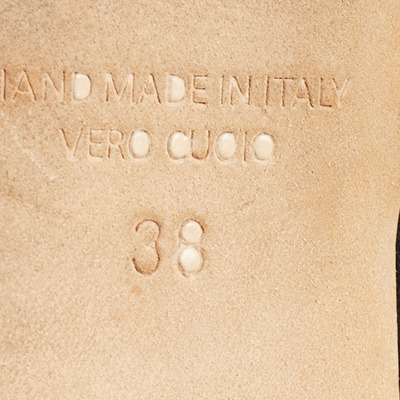 HAND MADE IN ITALY
VERO CUOIO
38